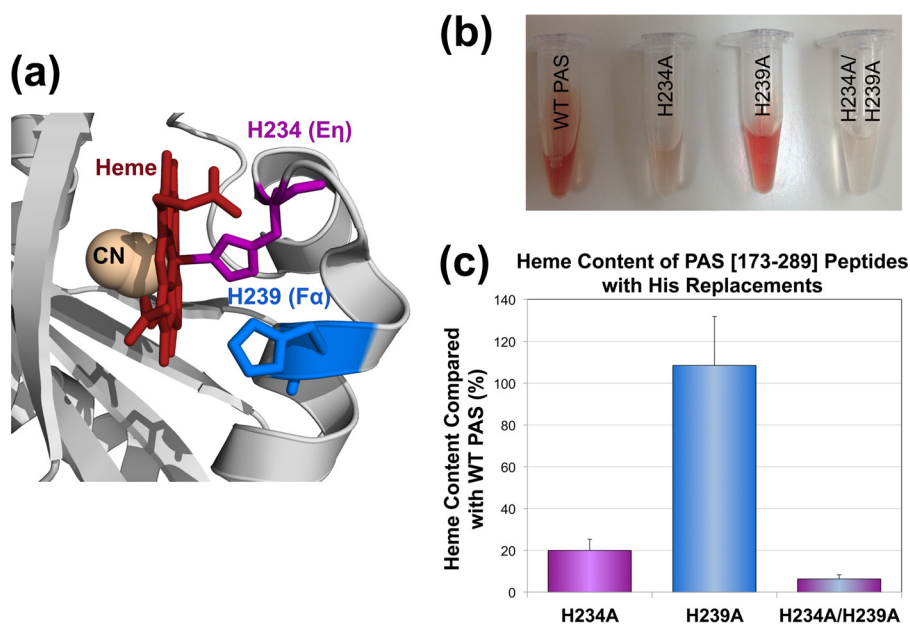 (a)
H234 (Eη)
Heme
CN
H239 (Fα)
(b)
WT PAS
H234A
H239A
H234A/
H239A
(c)
Heme Content of PAS [173-289] Peptides
with His Replacements
Heme Content Compared
with WT PAS (%)
140
120
100
80
60
40
20
0
H234A
H239A
H234A/H239A